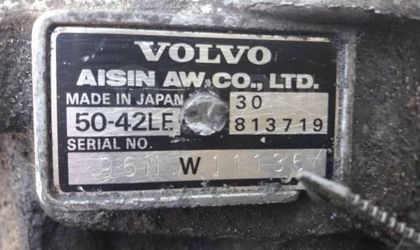 VOLVO
AISIN AW.CO., LTD.
MADE IN JAPAN 30
50-42LE 813719
SERIAL NO.
W